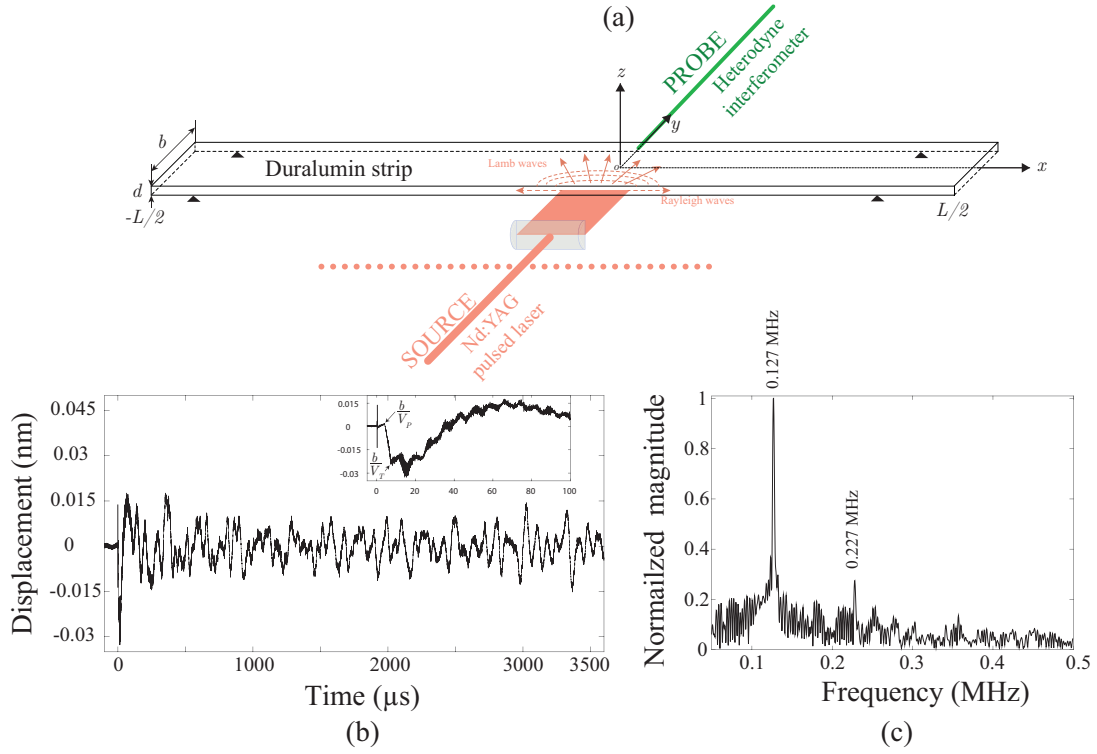 (a)
PROBE
Heterodyne
interferometer
z
y
b
Duralumin strip
Lamb waves
o
x
d
Rayleigh waves
-L/2
L/2
SOURCE
Nd:YAG
pulsed laser
Displacement (nm)
0.045
0.03
0.015
0
-0.015
-0.03
0 1000 2000 3000
Time (µs)
0.015
0
-0.015
-0.03
b/V_P
b/V_T
0 20 40 60 80 100
(b)
Normailzed magnitude
1
0.8
0.6
0.4
0.2
0
0.127 MHz
0.227 MHz
0.1 0.2 0.3 0.4 0.5
Frequency (MHz)
(c)